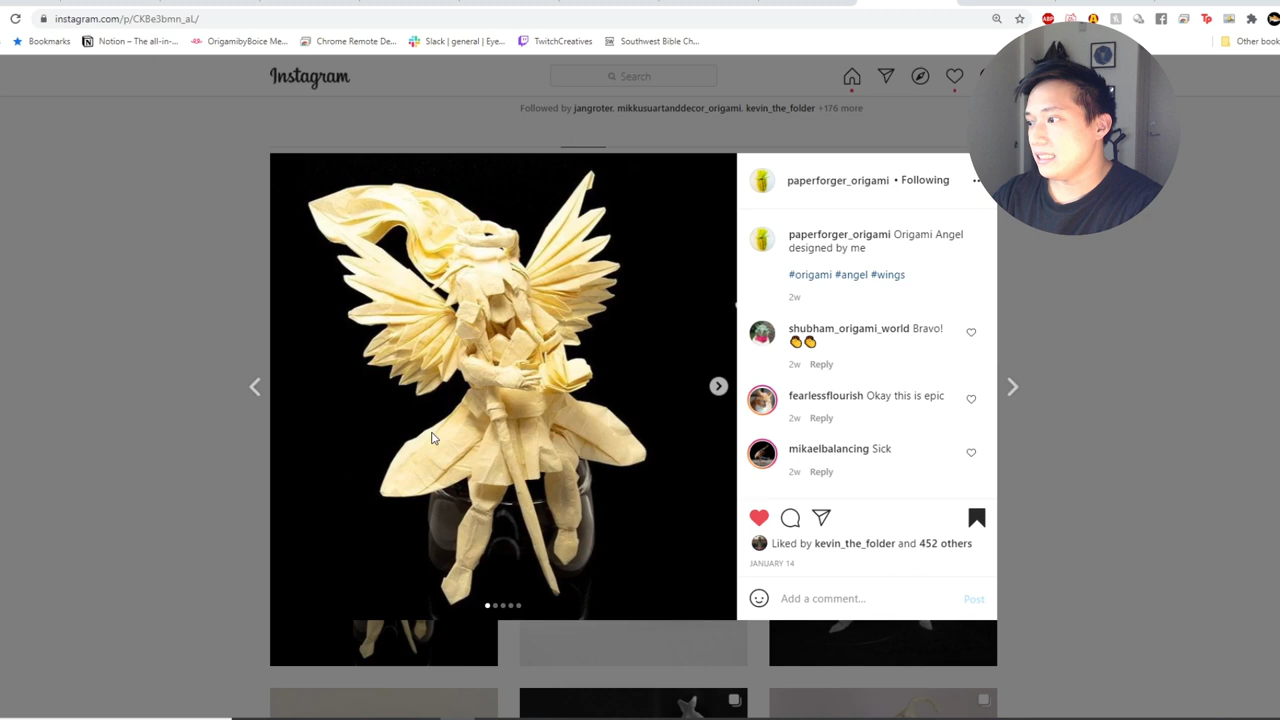 instagram.com/p/CKBe3bmn_aL/
ABP
Tp
Bookmarks
Notion – The all-in-...
OrigamibyBoice Me...
Chrome Remote De...
Slack | general | Eye...
TwitchCreatives
Southwest Bible Ch...
Other book
Instagram
Search
Followed by jangroter, mikkusuartanddecor_origami, kevin_the_folder +176 more
paperforger_origami • Following
paperforger_origami Origami Angel
designed by me
#origami #angel #wings
2w
shubham_origami_world Bravo!
2w Reply
fearlessflourish Okay this is epic
2w Reply
mikaelbalancing Sick
2w Reply
Liked by kevin_the_folder and 452 others
JANUARY 14
Add a comment...
Post